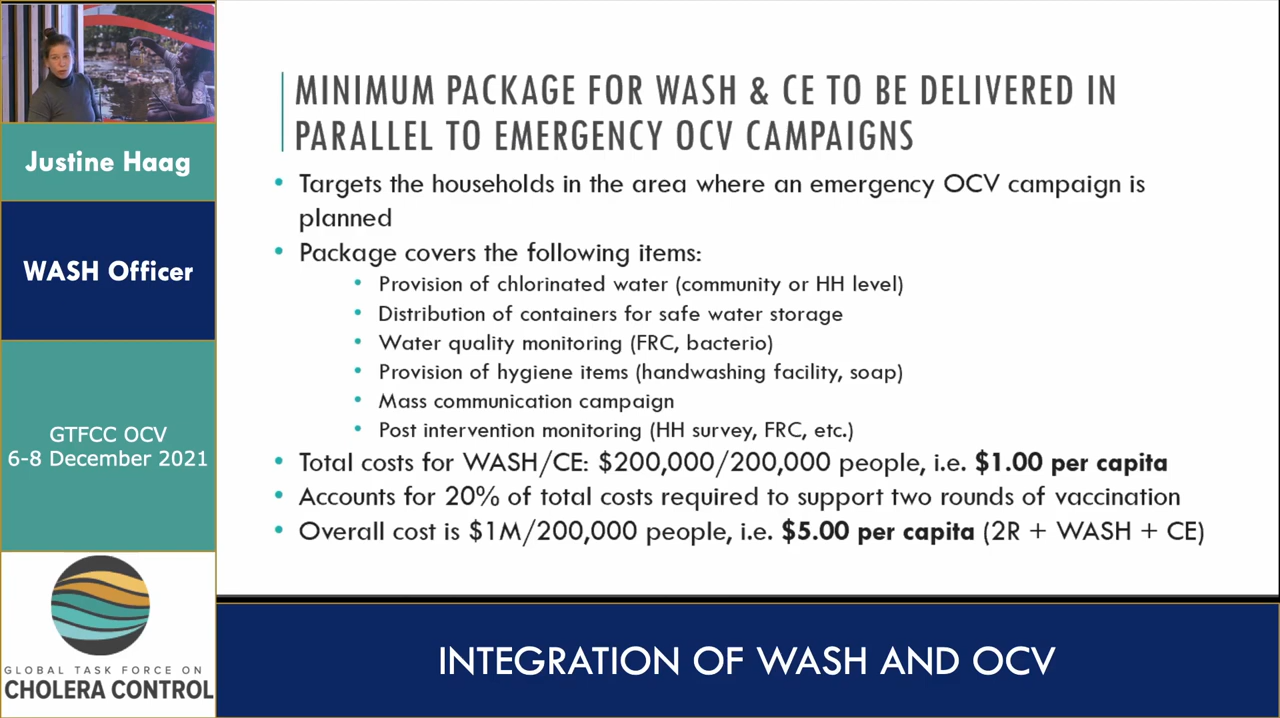 MINIMUM PACKAGE FOR WASH & CE TO BE DELIVERED IN
PARALLEL TO EMERGENCY OCV CAMPAIGNS
• Targets the households in the area where an emergency OCV campaign is
planned
• Package covers the following items:
• Provision of chlorinated water (community or HH level)
• Distribution of containers for safe water storage
• Water quality monitoring (FRC, bacterio)
• Provision of hygiene items (handwashing facility, soap)
• Mass communication campaign
• Post intervention monitoring (HH survey, FRC, etc.)
• Total costs for WASH/CE: $200,000/200,000 people, i.e. $1.00 per capita
• Accounts for 20% of total costs required to support two rounds of vaccination
• Overall cost is $1M/200,000 people, i.e. $5.00 per capita (2R + WASH + CE)
Justine Haag
WASH Officer
GTFCC OCV
6-8 December 2021
GLOBAL TASK FORCE ON
CHOLERA CONTROL
INTEGRATION OF WASH AND OCV